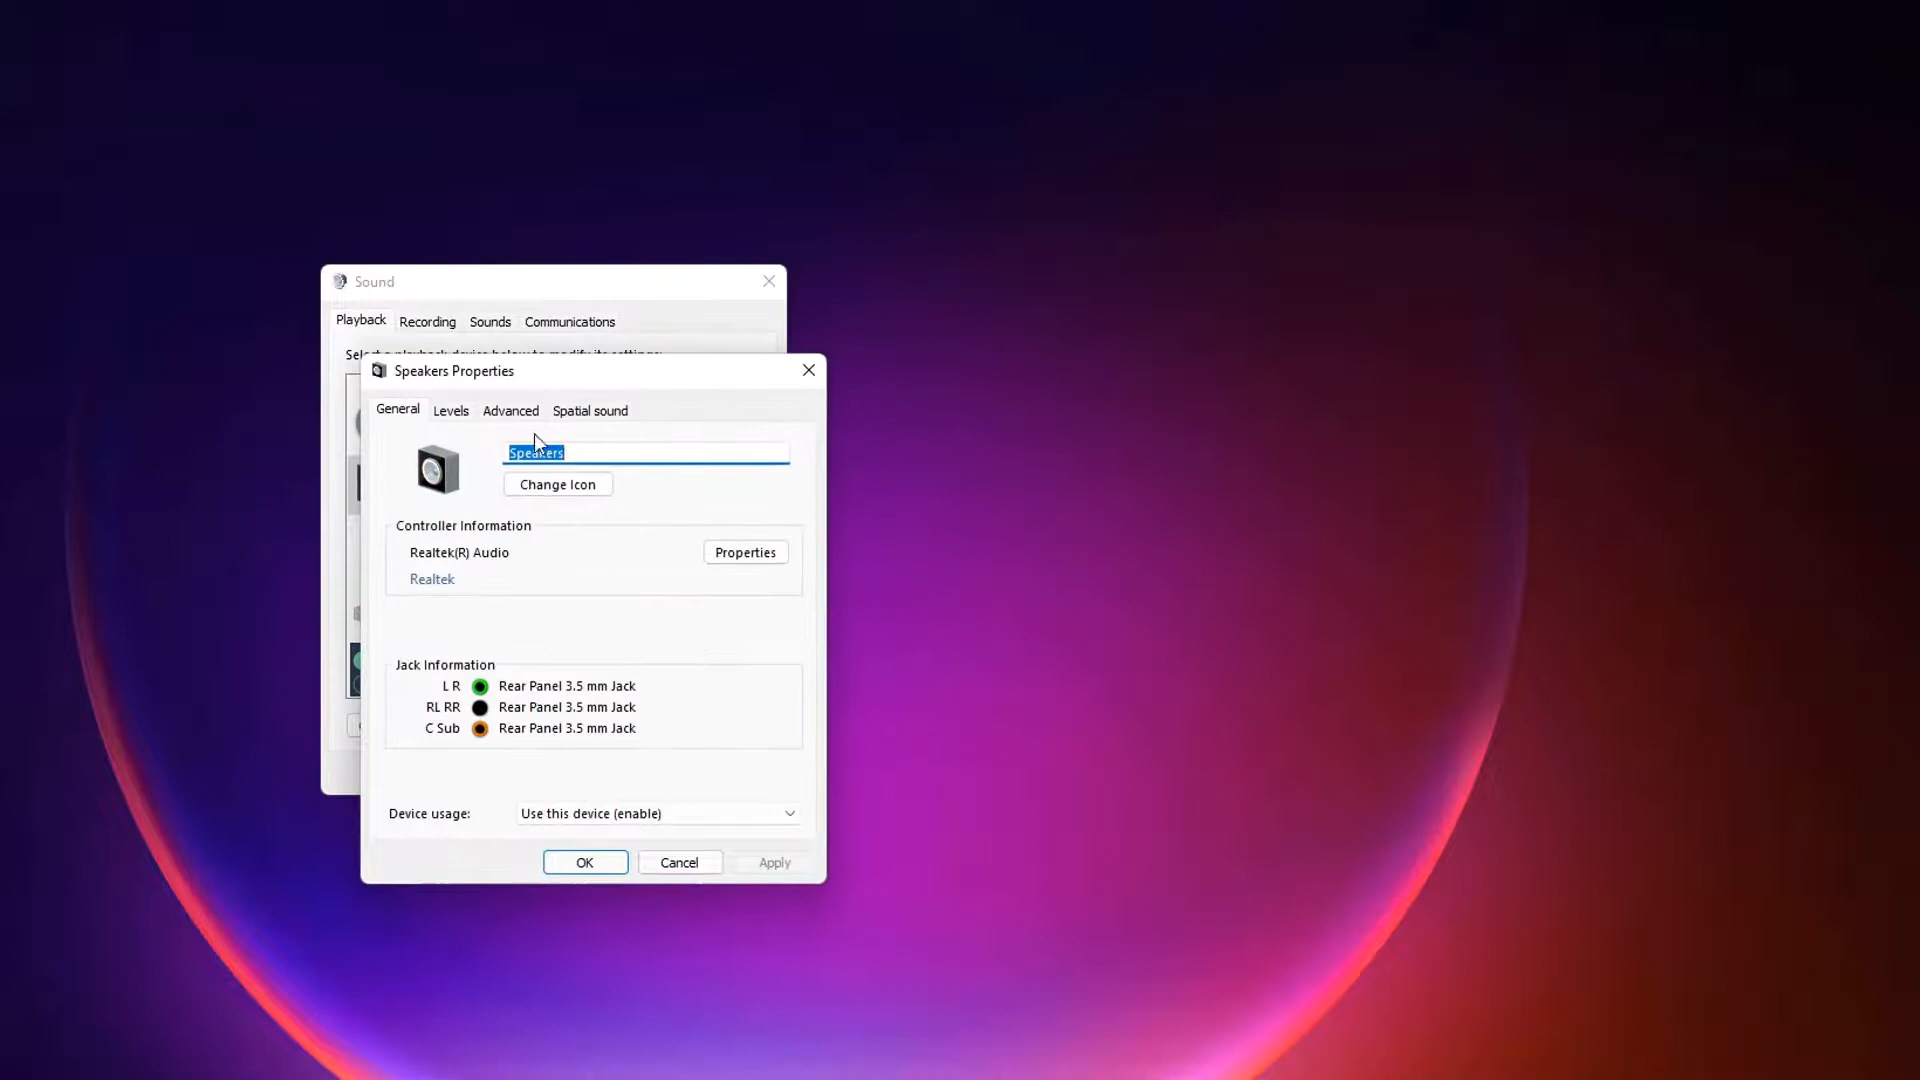 Sound
Playback Recording Sounds Communications
Select a playback device below to modify its settings:
Speakers Properties
General Levels Advanced Spatial sound
Speakers
Change Icon
Controller Information
Realtek(R) Audio Properties
Realtek
Jack Information
L R Rear Panel 3.5 mm Jack
RL RR Rear Panel 3.5 mm Jack
C Sub Rear Panel 3.5 mm Jack
Device usage: Use this device (enable)
OK Cancel Apply